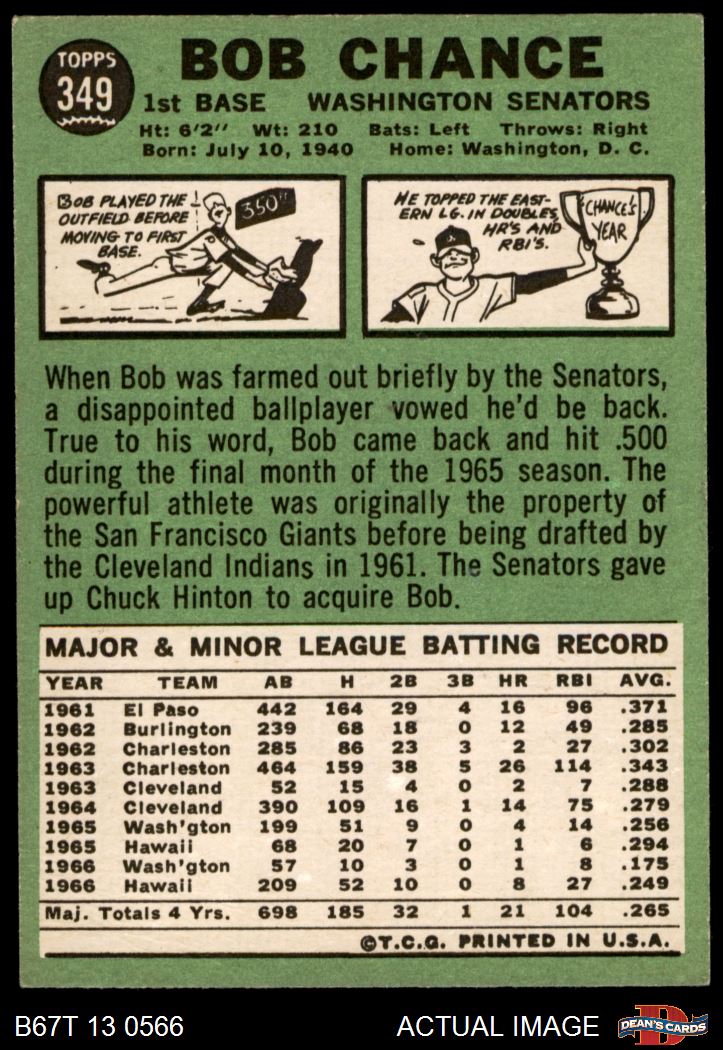 TOPPS
349
BOB CHANCE
1st BASE WASHINGTON SENATORS
Ht: 6'2" Wt: 210 Bats: Left Throws: Right
Born: July 10, 1940 Home: Washington, D. C.
BOB PLAYED THE
OUTFIELD BEFORE
MOVING TO FIRST
BASE.
350"
HE TOPPED THE EAST-
ERN LG. IN DOUBLES,
HR'S AND
RBI'S.
CHANCE'S
YEAR
When Bob was farmed out briefly by the Senators,
a disappointed ballplayer vowed he'd be back.
True to his word, Bob came back and hit .500
during the final month of the 1965 season. The
powerful athlete was originally the property of
the San Francisco Giants before being drafted by
the Cleveland Indians in 1961. The Senators gave
up Chuck Hinton to acquire Bob.
MAJOR & MINOR LEAGUE BATTING RECORD
YEAR TEAM AB H 2B 3B HR RBI AVG.
1961 El Paso 442 164 29 4 16 96 .371
1962 Burlington 239 68 18 0 12 49 .285
1962 Charleston 285 86 23 3 2 27 .302
1963 Charleston 464 159 38 5 26 114 .343
1963 Cleveland 52 15 4 0 2 7 .288
1964 Cleveland 390 109 16 1 14 75 .279
1965 Wash'gton 199 51 9 0 4 14 .256
1965 Hawaii 68 20 7 0 1 6 .294
1966 Wash'gton 57 10 3 0 1 8 .175
1966 Hawaii 209 52 10 0 8 27 .249
Maj. Totals 4 Yrs. 698 185 32 1 21 104 .265
©T.C.G. PRINTED IN U.S.A.
B67T 13 0566 ACTUAL IMAGE
D
DEAN'S CARDS